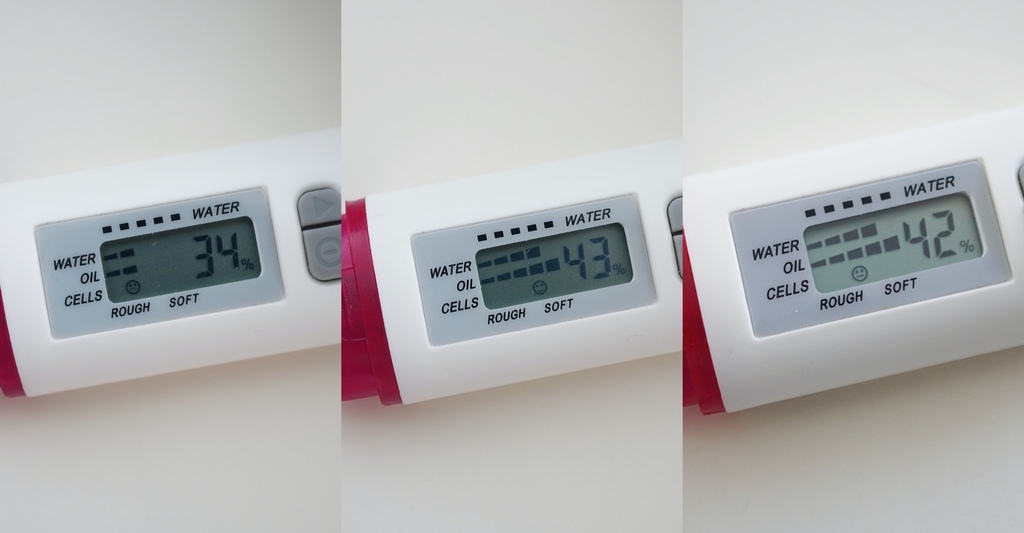 WATER
WATER
34%
OIL
CELLS
ROUGH SOFT
WATER
WATER
43%
OIL
CELLS
ROUGH SOFT
WATER
WATER
42%
OIL
CELLS
ROUGH SOFT